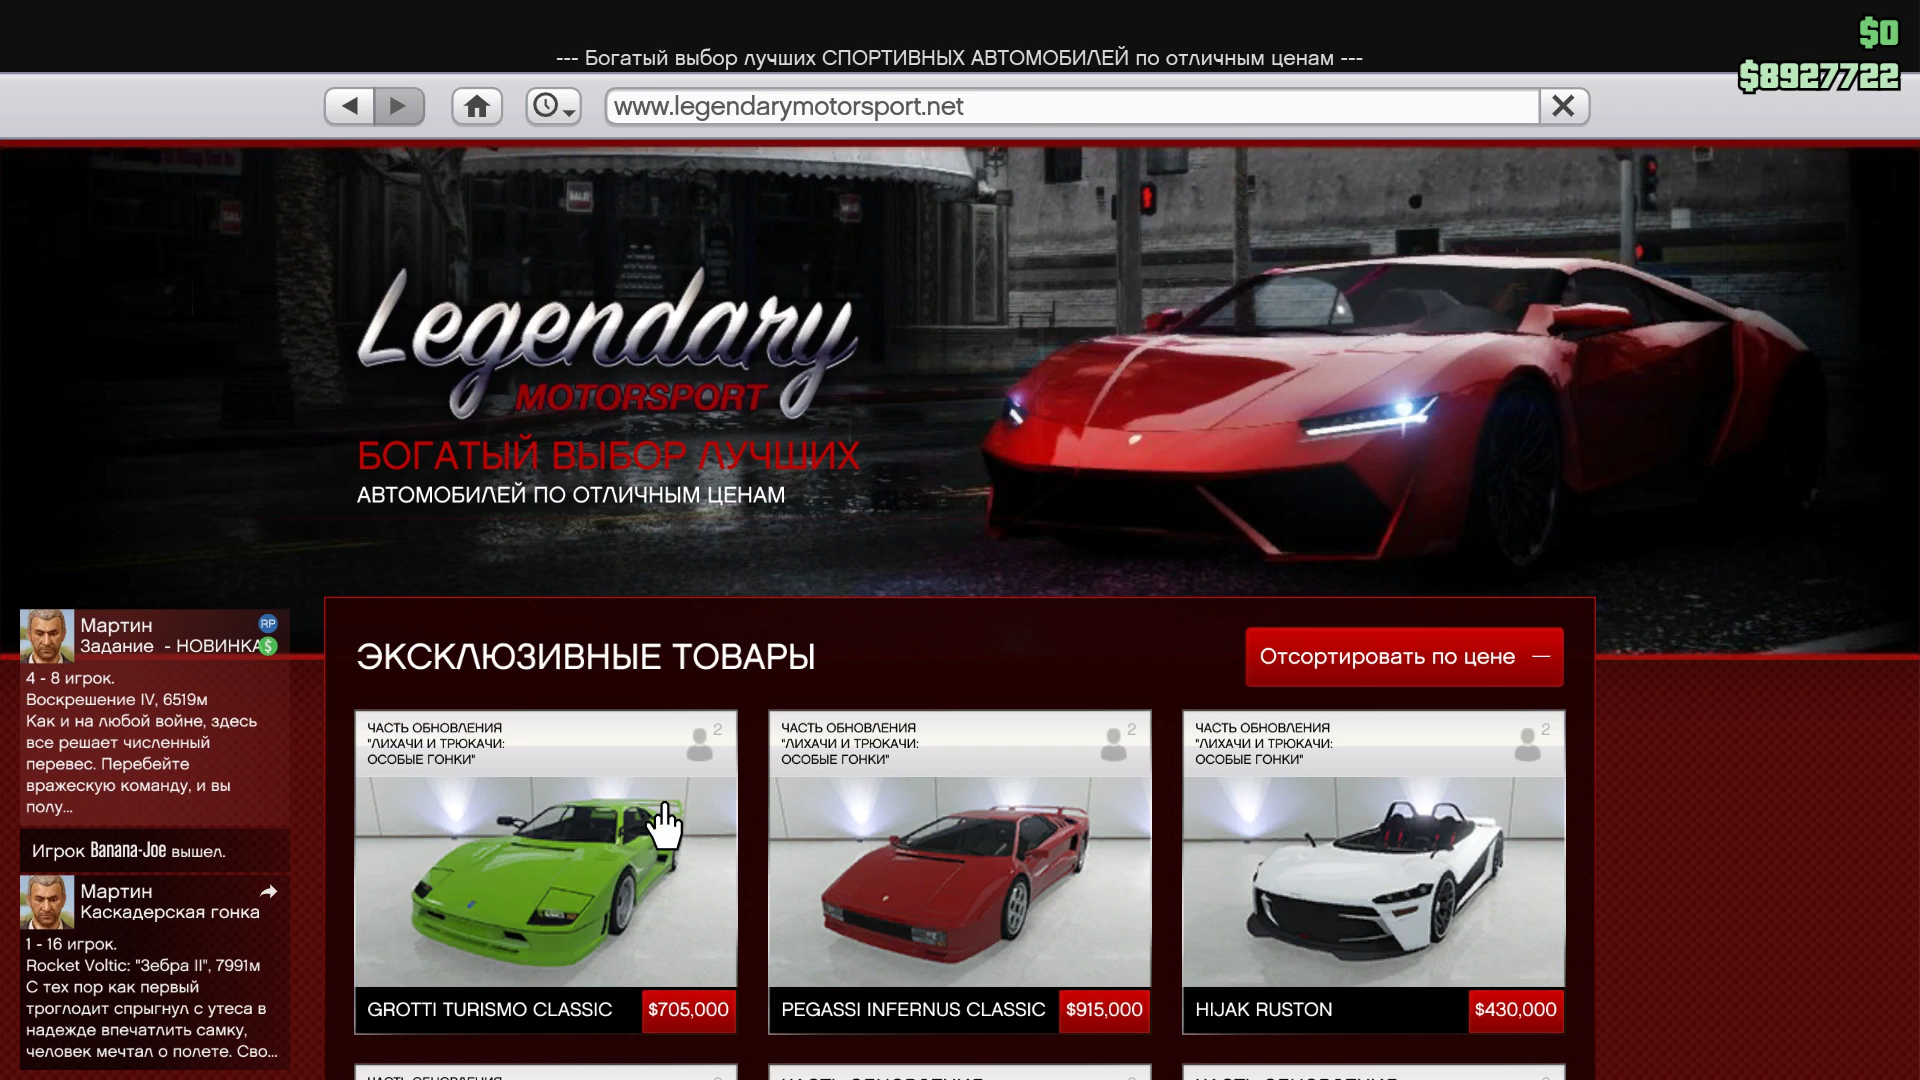 $0
--- Богатый выбор лучших СПОРТИВНЫХ АВТОМОБИЛЕЙ по отличным ценам ---
$8927722
www.legendarymotorsport.net
SALE
Legendary
MOTORSPORT
БОГАТЫЙ ВЫБОР ЛУЧШИХ
АВТОМОБИЛЕЙ ПО ОТЛИЧНЫМ ЦЕНАМ
Мартин RP
Задание - НОВИНКА $
4 - 8 игрок.
Воскрешение IV, 6519м
Как и на любой войне, здесь
все решает численный
перевес. Перебейте
вражескую команду, и вы
полу...
Игрок Banana-Joe вышел.
Мартин
Каскадерская гонка
1 - 16 игрок.
Rocket Voltic: "Зебра II", 7991м
С тех пор как первый
троглодит спрыгнул с утеса в
надежде впечатлить самку,
человек мечтал о полете. Сво...
ЭКСКЛЮЗИВНЫЕ ТОВАРЫ
Отсортировать по цене —
ЧАСТЬ ОБНОВЛЕНИЯ
"ЛИХАЧИ И ТРЮКАЧИ:
ОСОБЫЕ ГОНКИ"
2
GROTTI TURISMO CLASSIC
$705,000
ЧАСТЬ ОБНОВЛЕНИЯ
"ЛИХАЧИ И ТРЮКАЧИ:
ОСОБЫЕ ГОНКИ"
2
PEGASSI INFERNUS CLASSIC
$915,000
ЧАСТЬ ОБНОВЛЕНИЯ
"ЛИХАЧИ И ТРЮКАЧИ:
ОСОБЫЕ ГОНКИ"
2
HIJAK RUSTON
$430,000